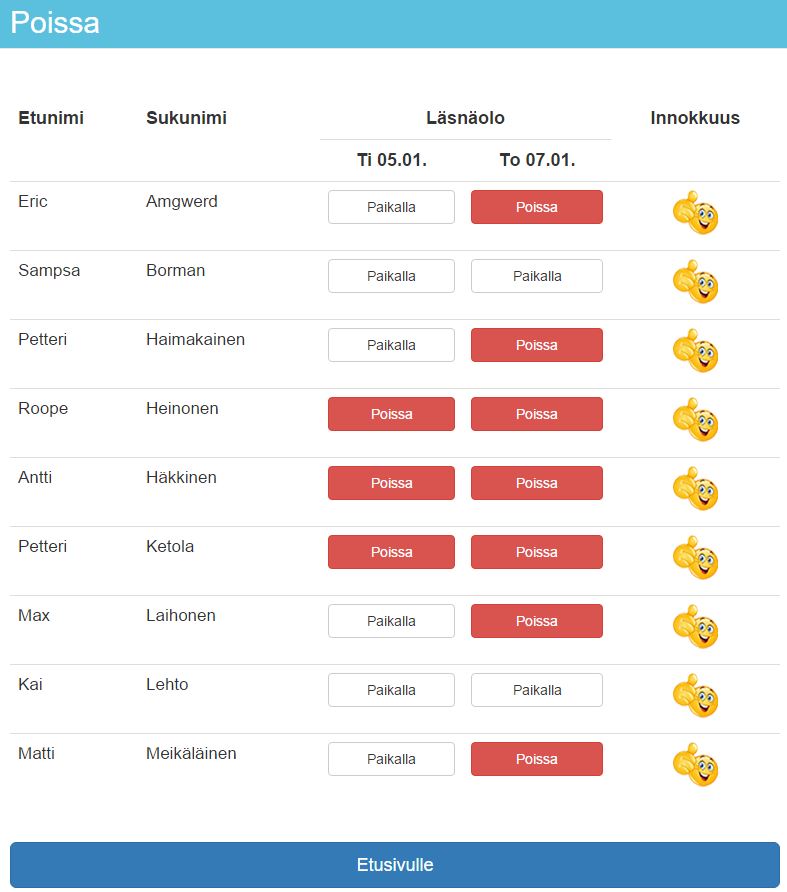 Poissa
Etunimi Sukunimi Läsnäolo Innokkuus
Ti 05.01. To 07.01.
Eric Amgwerd Paikalla Poissa
Sampsa Borman Paikalla Paikalla
Petteri Haimakainen Paikalla Poissa
Roope Heinonen Poissa Poissa
Antti Häkkinen Poissa Poissa
Petteri Ketola Poissa Poissa
Max Laihonen Paikalla Poissa
Kai Lehto Paikalla Paikalla
Matti Meikäläinen Paikalla Poissa
Etusivulle